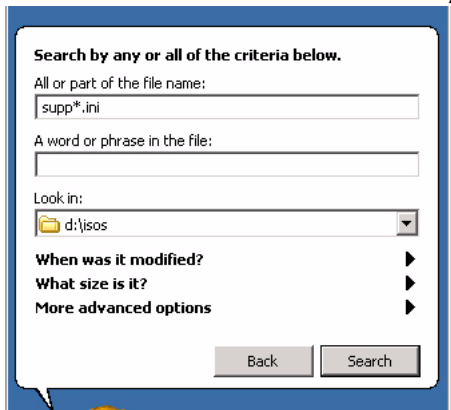 Search by any or all of the criteria below.
All or part of the file name:
supp*.ini
A word or phrase in the file:
Look in:
d:\isos
When was it modified?
What size is it?
More advanced options
Back Search